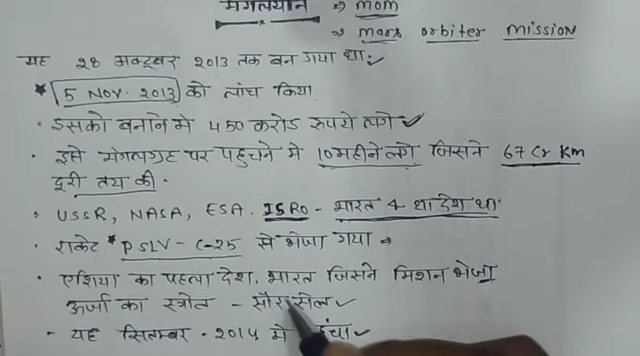 मंगलयान ⇒ mom
⇒ mars orbiter mission
यह 28 अक्टूबर 2013 तक बन गया था।✓
* 5 NOV. 2013 को लांच किया
• इसको बनाने मे 450 करोड रुपये लगे ✓
• इसे मंगलग्रह पर पहुचने मे 10 महीने लगे जिसने 67 Cr Km
दूरी तय की.
• USSR, NASA, ESA. ISRO - भारत 4 था देश था
• राकेट * PSLV - C-25 से भेजा गया ⇒
• एशिया का पहला देश. भारत जिसने मिशन भेजा
ऊर्जा का स्त्रोत - सौर सेल ✓
• यह सितम्बर. 2014 मे ✓